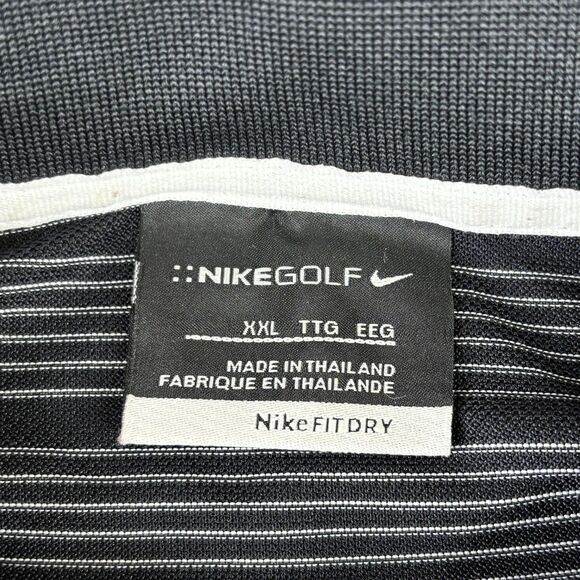 ::NIKEGOLF
XXL TTG EEG
MADE IN THAILAND
FABRIQUE EN THAILANDE
NikeFITDRY